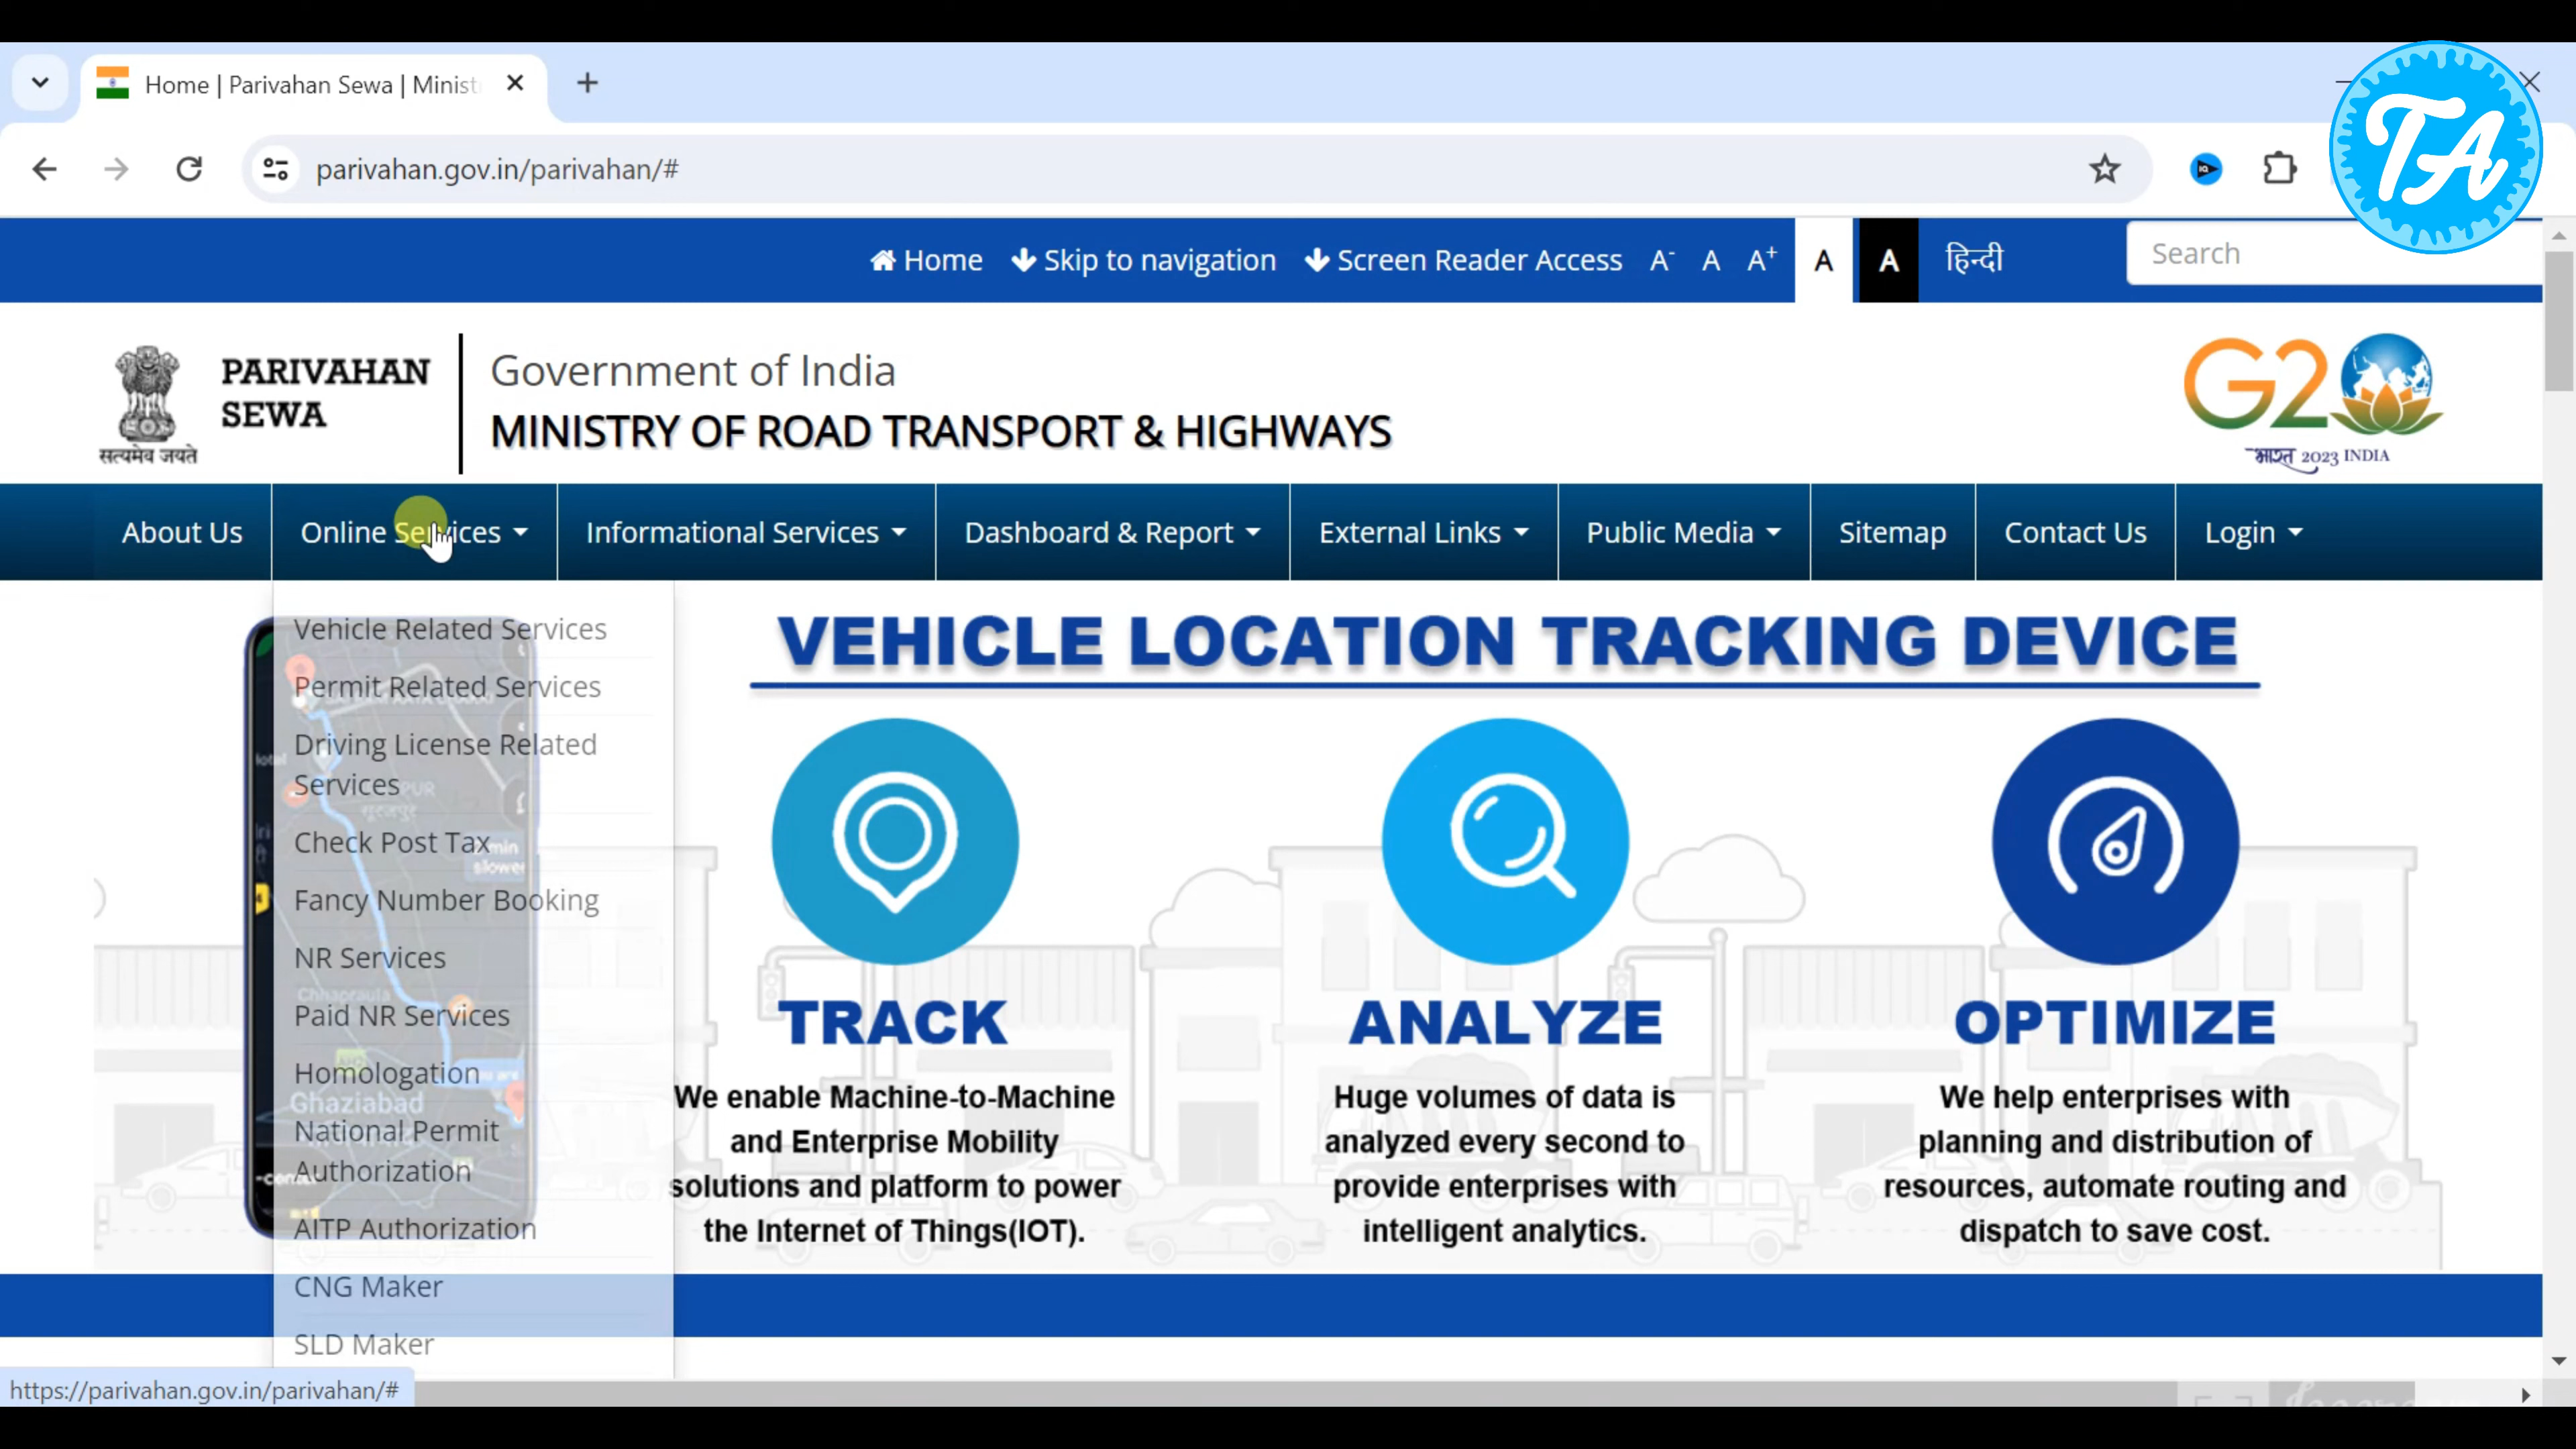 Home | Parivahan Sewa | Minist
parivahan.gov.in/parivahan/#
TA
Home Skip to navigation Screen Reader Access A- A A+ A A हिन्दी Search
PARIVAHAN
SEWA
सत्यमेव जयते
Government of India
MINISTRY OF ROAD TRANSPORT & HIGHWAYS
G20
भारत 2023 INDIA
About Us Online Services Informational Services Dashboard & Report External Links Public Media Sitemap Contact Us Login
Vehicle Related Services
Permit Related Services
Driving License Related
Services
Check Post Tax
Fancy Number Booking
NR Services
Paid NR Services
Homologation
Ghaziabad
National Permit
Authorization
AITP Authorization
CNG Maker
SLD Maker
VEHICLE LOCATION TRACKING DEVICE
TRACK
We enable Machine-to-Machine
and Enterprise Mobility
solutions and platform to power
the Internet of Things(IOT).
ANALYZE
Huge volumes of data is
analyzed every second to
provide enterprises with
intelligent analytics.
OPTIMIZE
We help enterprises with
planning and distribution of
resources, automate routing and
dispatch to save cost.
https://parivahan.gov.in/parivahan/#